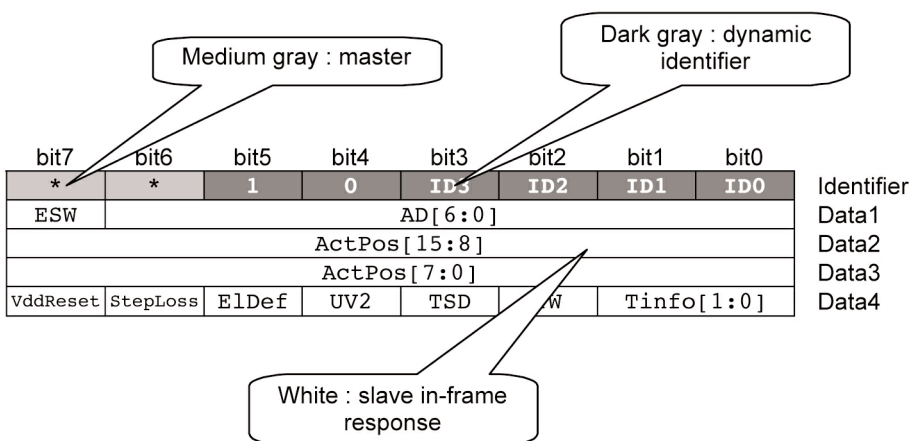 Medium gray : master
Dark gray : dynamic
identifier
bit7 bit6 bit5 bit4 bit3 bit2 bit1 bit0
* * 1 0 ID3 ID2 ID1 ID0 Identifier
ESW AD[6:0] Data1
ActPos[15:8] Data2
ActPos[7:0] Data3
VddReset StepLoss ElDef UV2 TSD Tinfo[1:0] Data4
White : slave in-frame
response